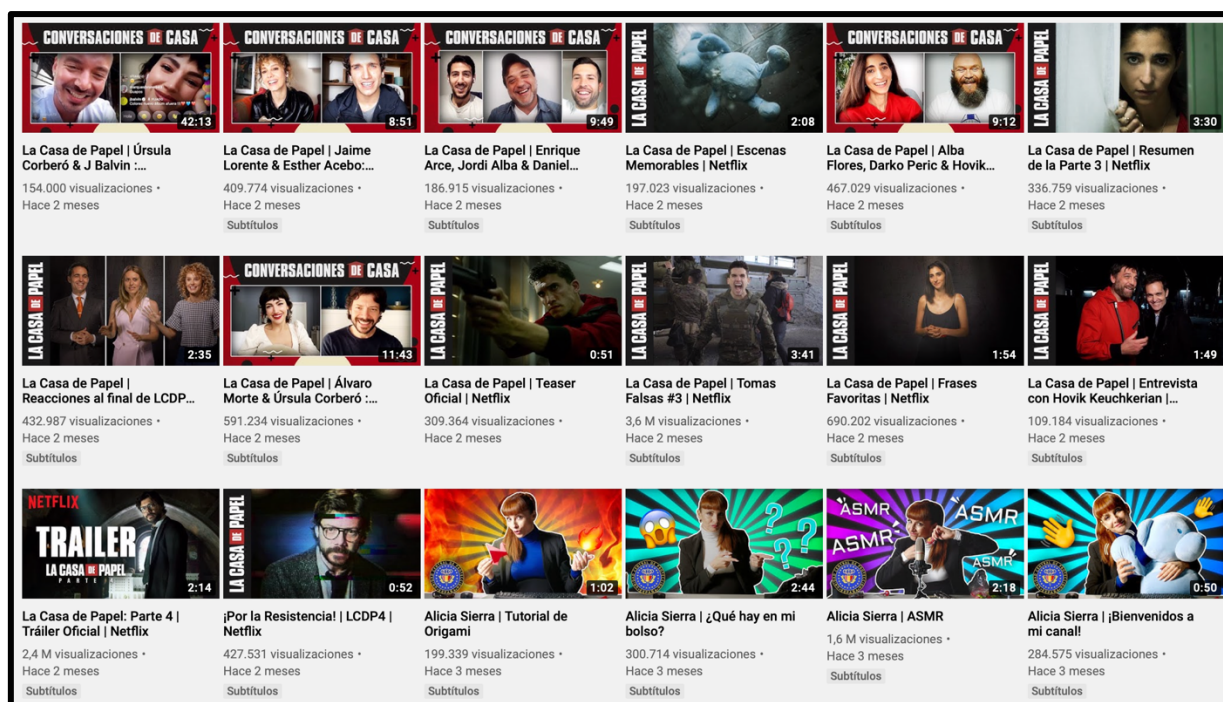 CONVERSACIONES DE CASA
42:13
CONVERSACIONES DE CASA
8:51
CONVERSACIONES DE CASA
9:49
LA CASA DE PAPEL
2:08
CONVERSACIONES DE CASA
9:12
LA CASA DE PAPEL
3:30
La Casa de Papel | Úrsula
Corberó & J Balvin :...
154.000 visualizaciones •
Hace 2 meses
La Casa de Papel | Jaime
Lorente & Esther Acebo:...
409.774 visualizaciones •
Hace 2 meses
Subtítulos
La Casa de Papel | Enrique
Arce, Jordi Alba & Daniel...
186.915 visualizaciones •
Hace 2 meses
Subtítulos
La Casa de Papel | Escenas
Memorables | Netflix
197.023 visualizaciones •
Hace 2 meses
Subtítulos
La Casa de Papel | Alba
Flores, Darko Peric & Hovik...
467.029 visualizaciones •
Hace 2 meses
Subtítulos
La Casa de Papel | Resumen
de la Parte 3 | Netflix
336.759 visualizaciones •
Hace 2 meses
Subtítulos
LA CASA DE PAPEL
2:35
CONVERSACIONES DE CASA
11:43
0:51
LA CASA DE PAPEL
3:41
LA CASA DE PAPEL
1:54
LA CASA DE PAPEL
1:49
La Casa de Papel |
Reacciones al final de LCDP...
432.987 visualizaciones •
Hace 2 meses
Subtítulos
La Casa de Papel | Álvaro
Morte & Úrsula Corberó :...
591.234 visualizaciones •
Hace 2 meses
Subtítulos
La Casa de Papel | Teaser
Oficial | Netflix
309.364 visualizaciones •
Hace 2 meses
La Casa de Papel | Tomas
Falsas #3 | Netflix
3,6 M visualizaciones •
Hace 2 meses
Subtítulos
La Casa de Papel | Frases
Favoritas | Netflix
690.202 visualizaciones •
Hace 2 meses
Subtítulos
La Casa de Papel | Entrevista
con Hovik Keuchkerian |...
109.184 visualizaciones •
Hace 2 meses
Subtítulos
NETFLIX
TRAILER
LA CASA DE PAPEL
2:14
LA CASA DE PAPEL
0:52
1:02
???
2:44
ASMR
ASMR
ASMR
ASMR
2:18
0:50
La Casa de Papel: Parte 4 |
Tráiler Oficial | Netflix
2,4 M visualizaciones •
Hace 2 meses
Subtítulos
¡Por la Resistencia! | LCDP4 |
Netflix
427.531 visualizaciones •
Hace 2 meses
Subtítulos
Alicia Sierra | Tutorial de
Origami
199.339 visualizaciones •
Hace 3 meses
Subtítulos
Alicia Sierra | ¿Qué hay en mi
bolso?
300.714 visualizaciones •
Hace 3 meses
Subtítulos
Alicia Sierra | ASMR
1,6 M visualizaciones •
Hace 3 meses
Subtítulos
Alicia Sierra | ¡Bienvenidos a
mi canal!
284.575 visualizaciones •
Hace 3 meses
Subtítulos